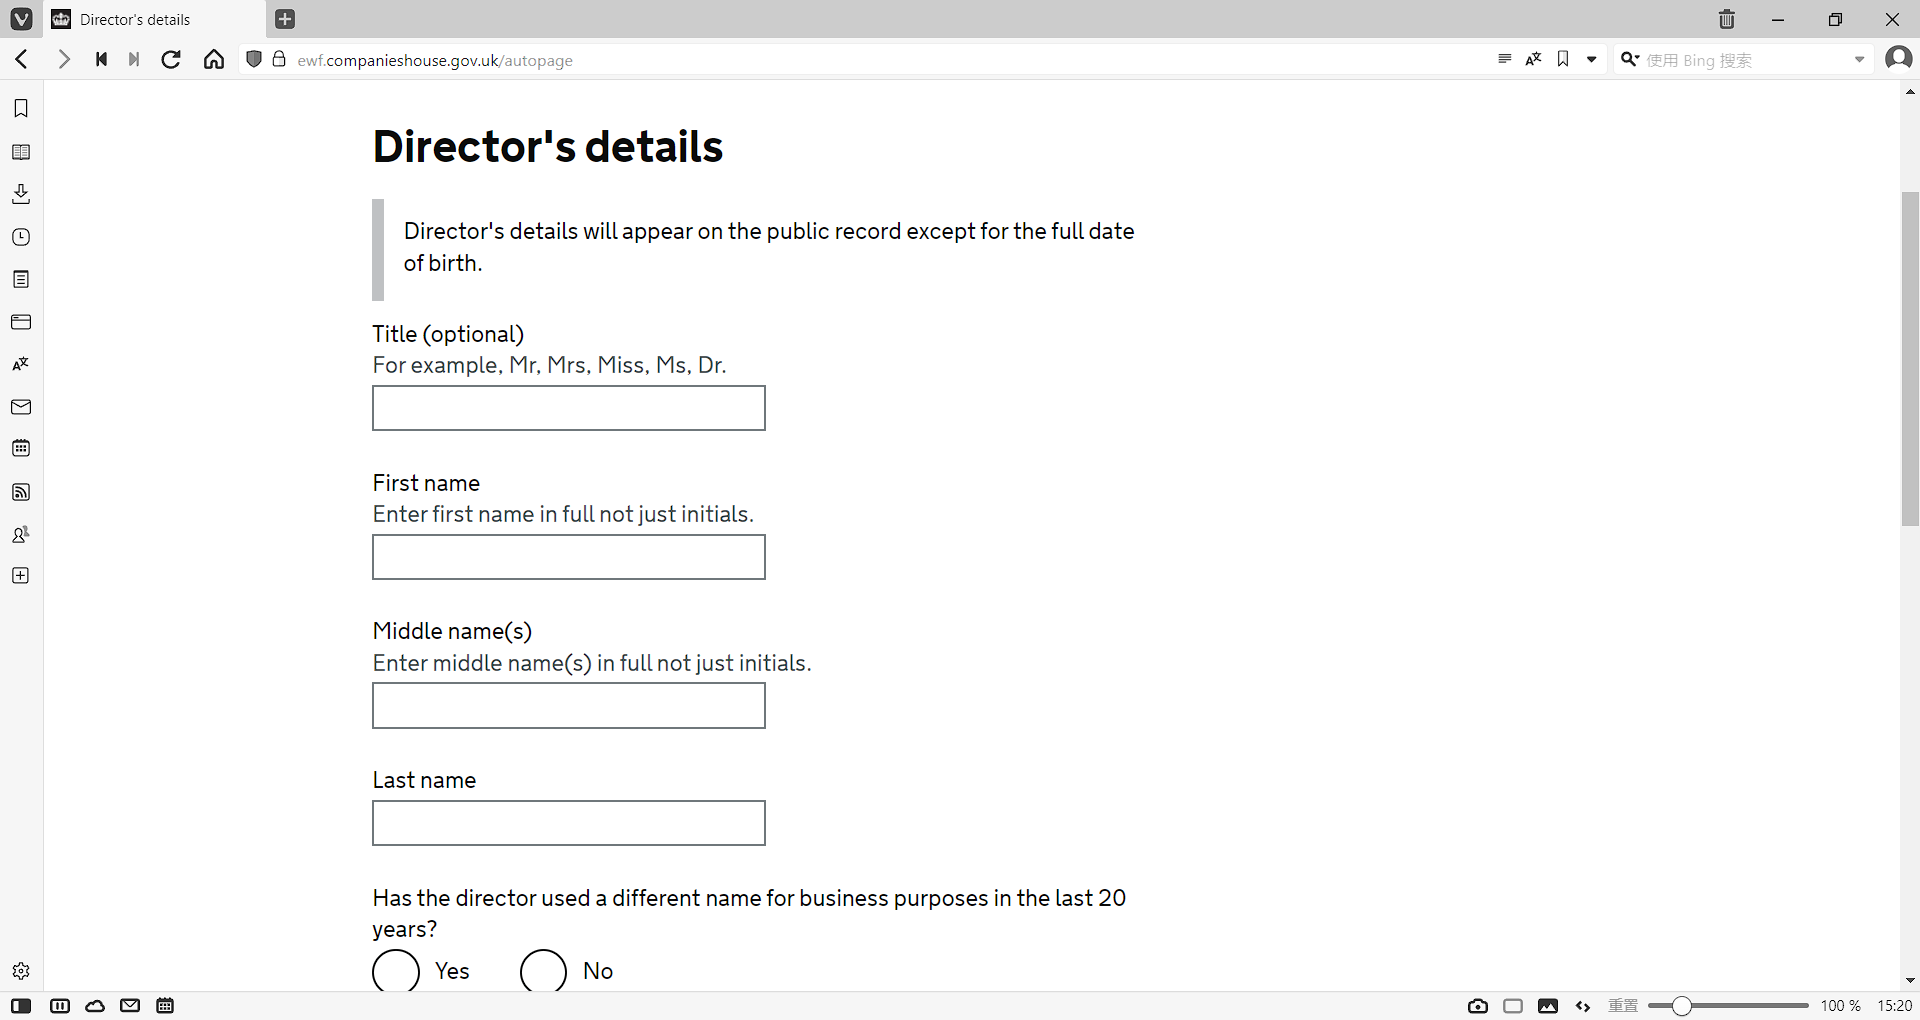 Director's details
ewf.companieshouse.gov.uk/autopage
使用 Bing 搜索
Director's details
Director's details will appear on the public record except for the full date
of birth.
Title (optional)
For example, Mr, Mrs, Miss, Ms, Dr.
First name
Enter first name in full not just initials.
Middle name(s)
Enter middle name(s) in full not just initials.
Last name
Has the director used a different name for business purposes in the last 20
years?
Yes
No
重置
100 %
15:20